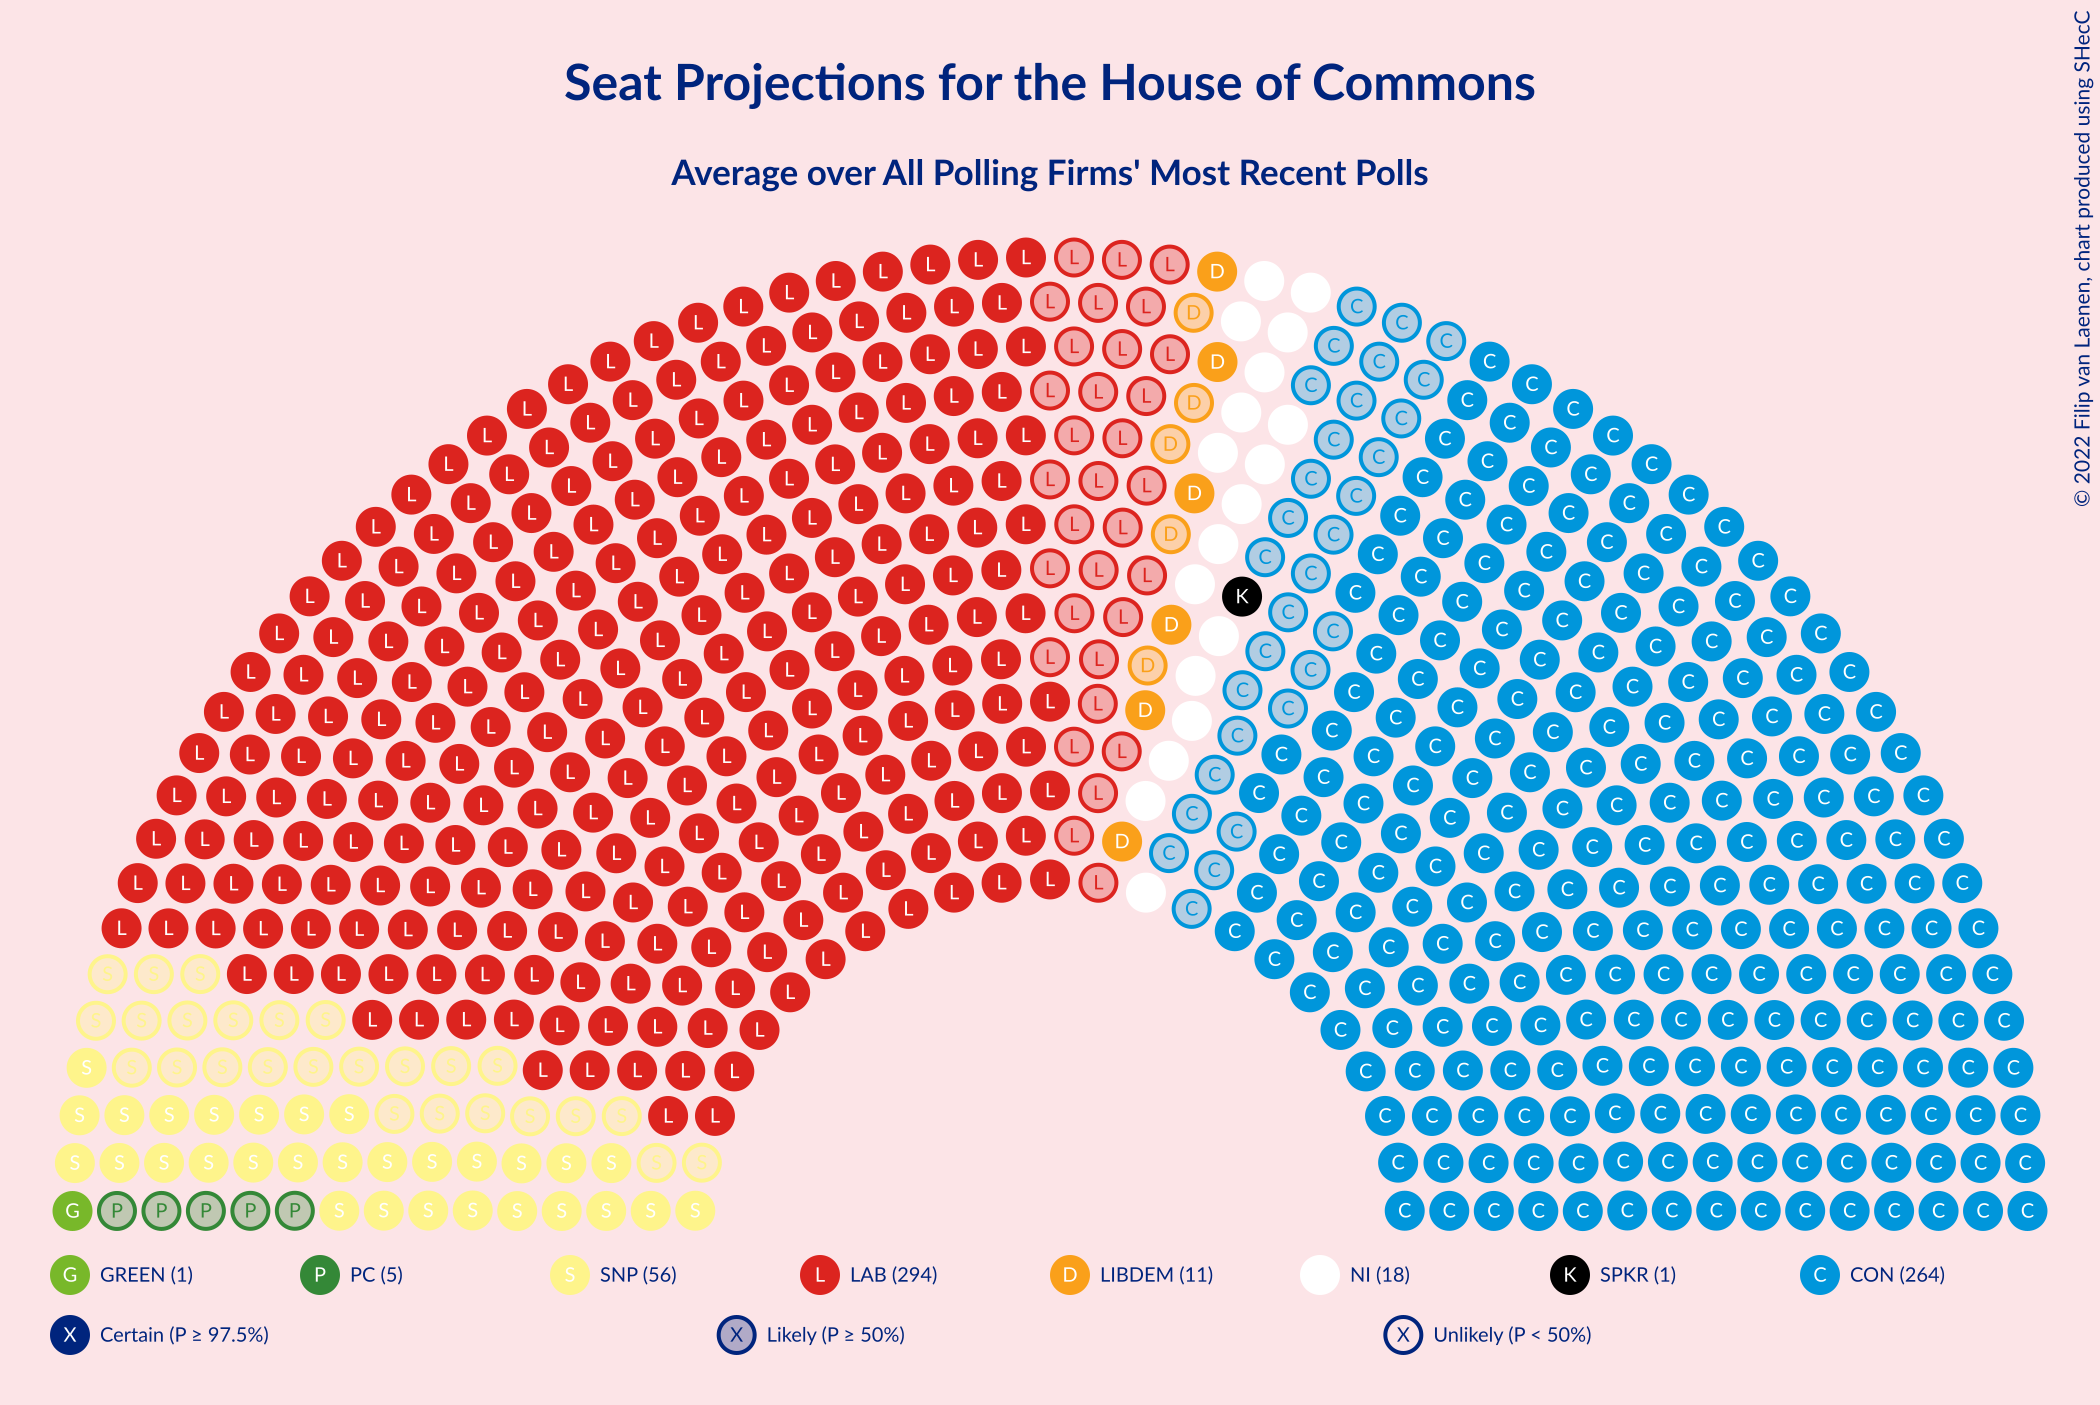 Seat Projections for the House of Commons
Average over All Polling Firms' Most Recent Polls
© 2022 Filip van Laenen, chart produced using SHecC
G GREEN (1) P PC (5) S SNP (56) L LAB (294) D LIBDEM (11) NI (18) K SPKR (1) C CON (264)
X Certain (P ≥ 97.5%) X Likely (P ≥ 50%) X Unlikely (P < 50%)